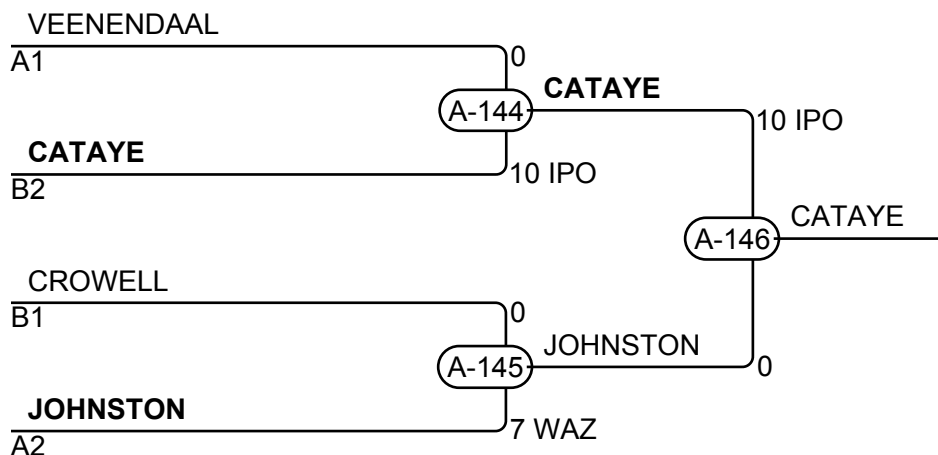 VEENENDAAL
A1
0
A-144
CATAYE
10 IPO
CATAYE
B2
10 IPO
A-146
CATAYE
CROWELL
B1
0
A-145
JOHNSTON
0
JOHNSTON
A2
7 WAZ